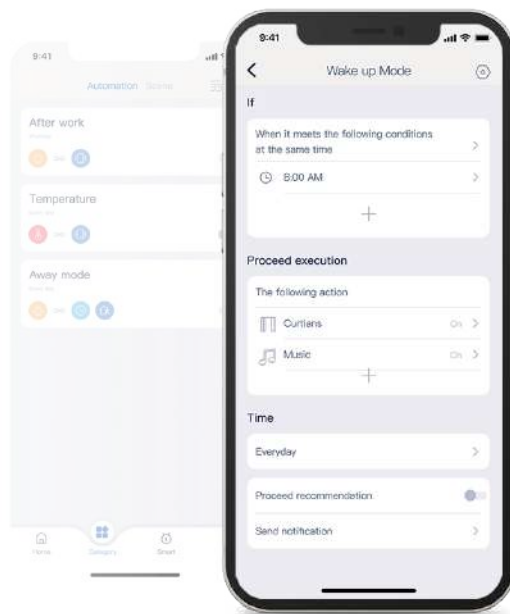 9:41
Automation Scene
After work
Temperature
Away mode
Home
Category
Smart
9:41
Wake up Mode
If
When it meets the following conditions
at the same time
8:00 AM
Proceed execution
The following action
Curtians On
Music On
Time
Everyday
Proceed recommendation
Send notification